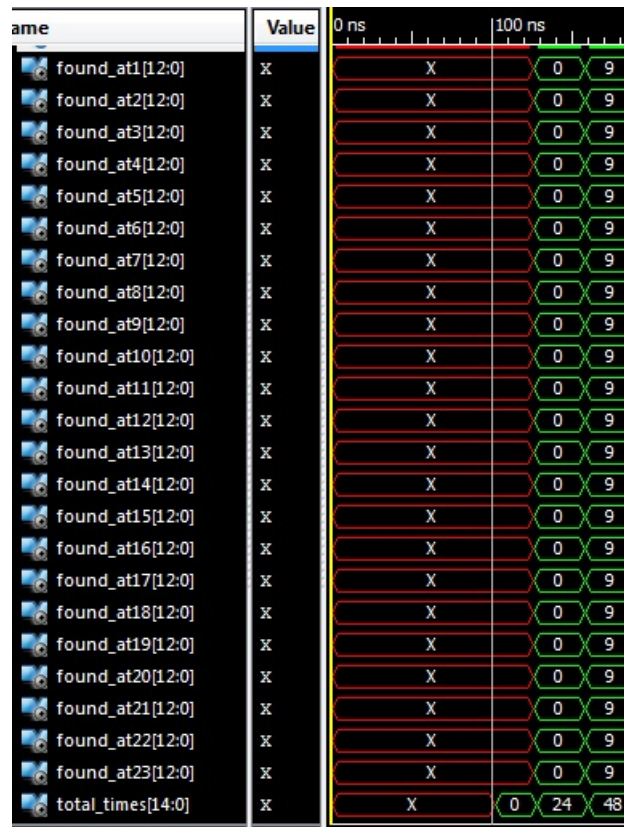 ame Value 0 ns 100 ns
found_at1[12:0] X X 0 9
found_at2[12:0] X X 0 9
found_at3[12:0] X X 0 9
found_at4[12:0] X X 0 9
found_at5[12:0] X X 0 9
found_at6[12:0] X X 0 9
found_at7[12:0] X X 0 9
found_at8[12:0] X X 0 9
found_at9[12:0] X X 0 9
found_at10[12:0] X X 0 9
found_at11[12:0] X X 0 9
found_at12[12:0] X X 0 9
found_at13[12:0] X X 0 9
found_at14[12:0] X X 0 9
found_at15[12:0] X X 0 9
found_at16[12:0] X X 0 9
found_at17[12:0] X X 0 9
found_at18[12:0] X X 0 9
found_at19[12:0] X X 0 9
found_at20[12:0] X X 0 9
found_at21[12:0] X X 0 9
found_at22[12:0] X X 0 9
found_at23[12:0] X X 0 9
total_times[14:0] X X 0 24 48